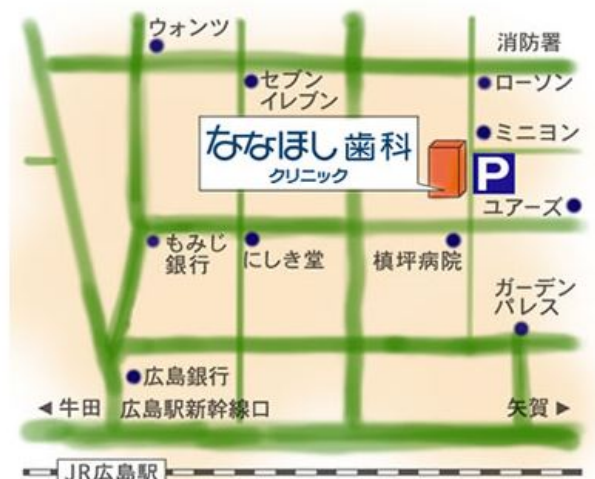 ウォンツ
消防署
セブン
イレブン
ローソン
ななほし歯科
クリニック
ミニヨン
P
ユアーズ
もみじ
銀行
にしき堂
槙坪病院
ガーデン
パレス
広島銀行
◀牛田
広島駅新幹線口
矢賀▶
JR広島駅